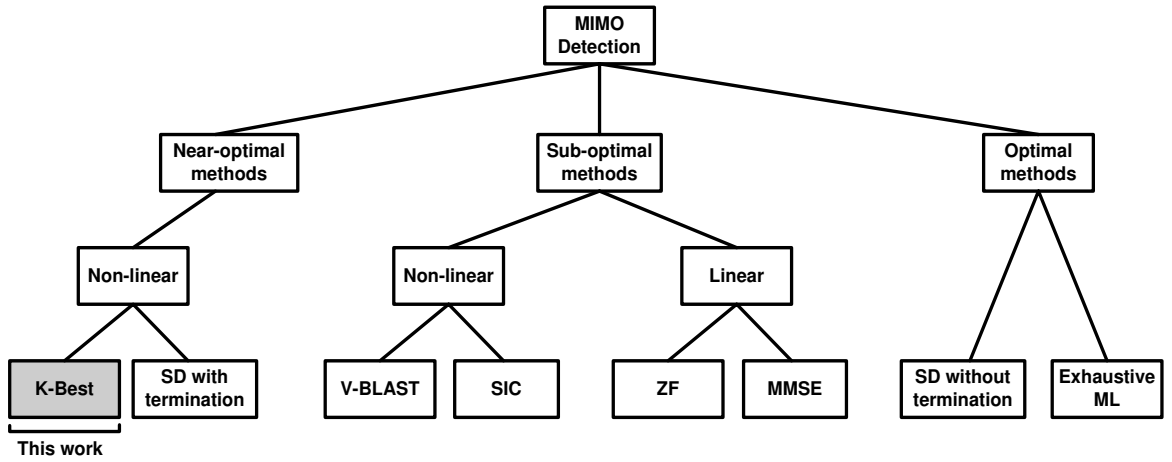 MIMO
Detection
Near-optimal
methods
Sub-optimal
methods
Optimal
methods
Non-linear
Non-linear
Linear
K-Best
SD with
termination
V-BLAST
SIC
ZF
MMSE
SD without
termination
Exhaustive
ML
This work